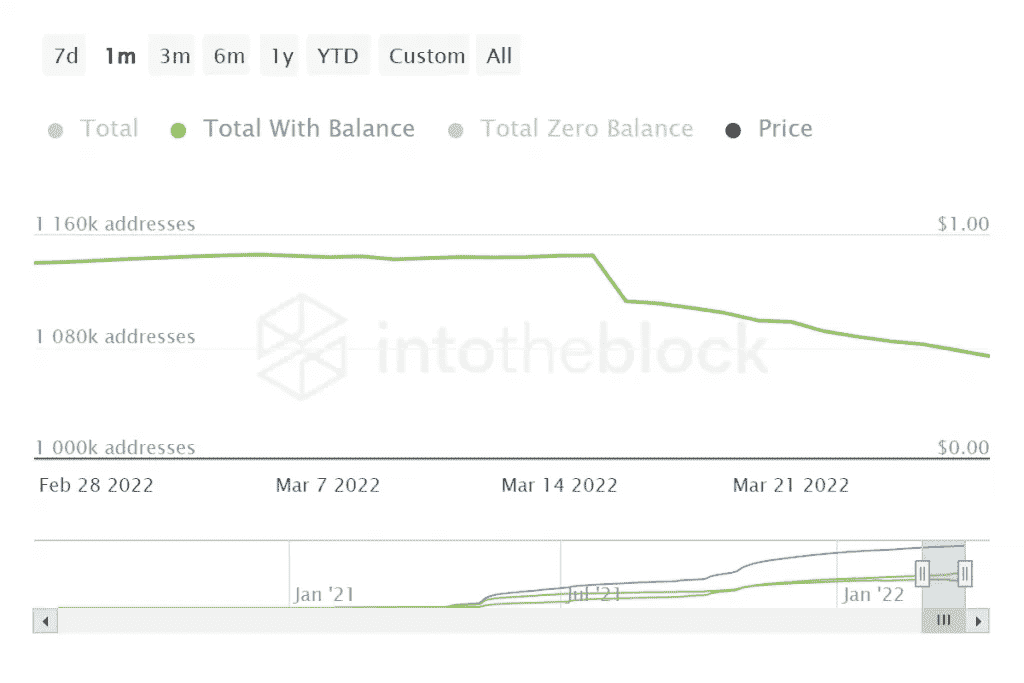 7d 1m 3m 6m 1y YTD Custom All
Total Total With Balance Total Zero Balance Price
1 160k addresses $1.00
intotheblock
1 080k addresses
1 000k addresses $0.00
Feb 28 2022 Mar 7 2022 Mar 14 2022 Mar 21 2022
Jan '21 Jul '21 Jan '22